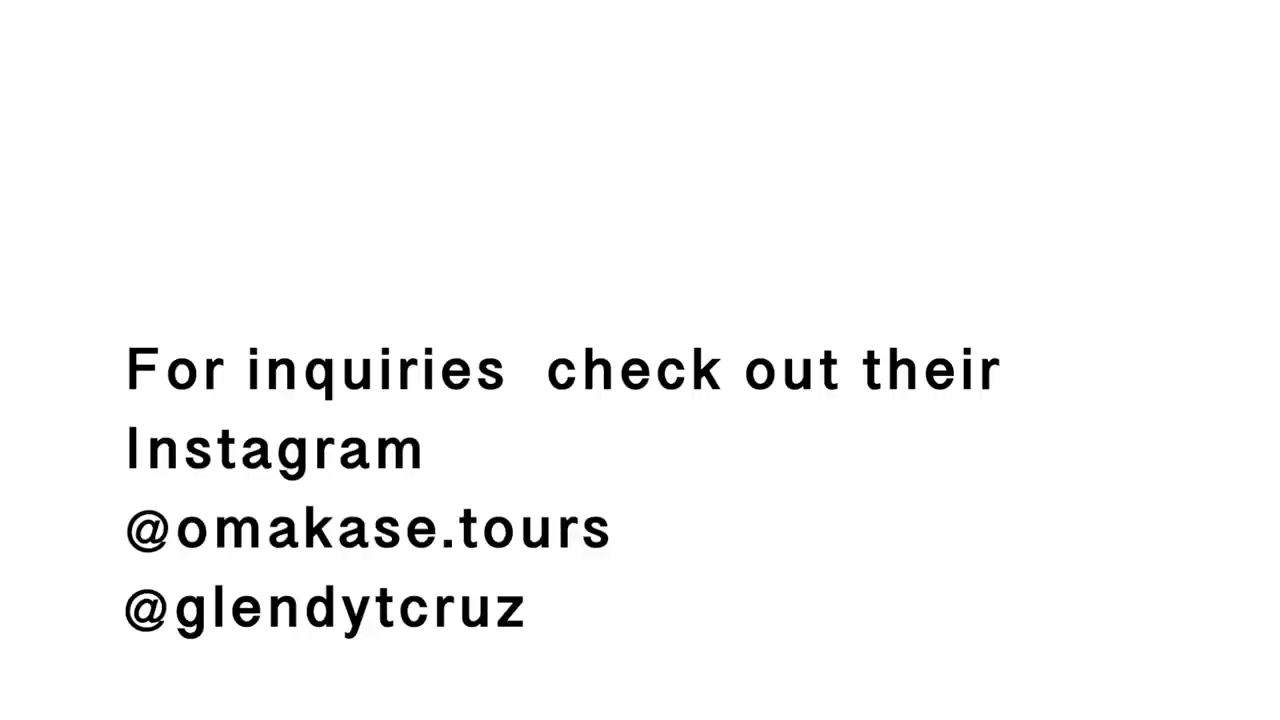 For inquiries  check out their
Instagram
@omakase.tours
@glendytcruz